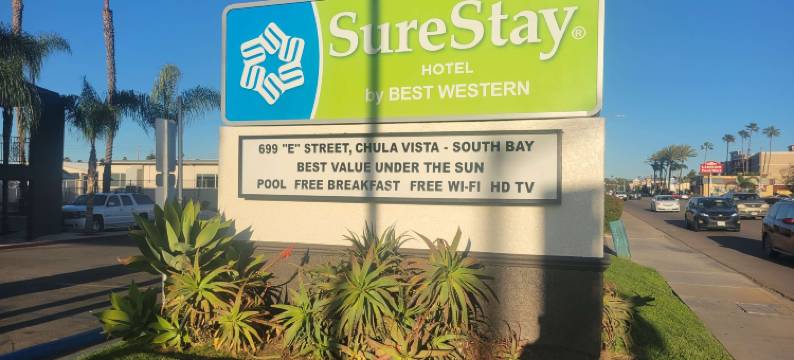 SureStay®
HOTEL
by BEST WESTERN
699 "E" STREET, CHULA VISTA - SOUTH BAY
BEST VALUE UNDER THE SUN
POOL FREE BREAKFAST FREE WI-FI HD TV